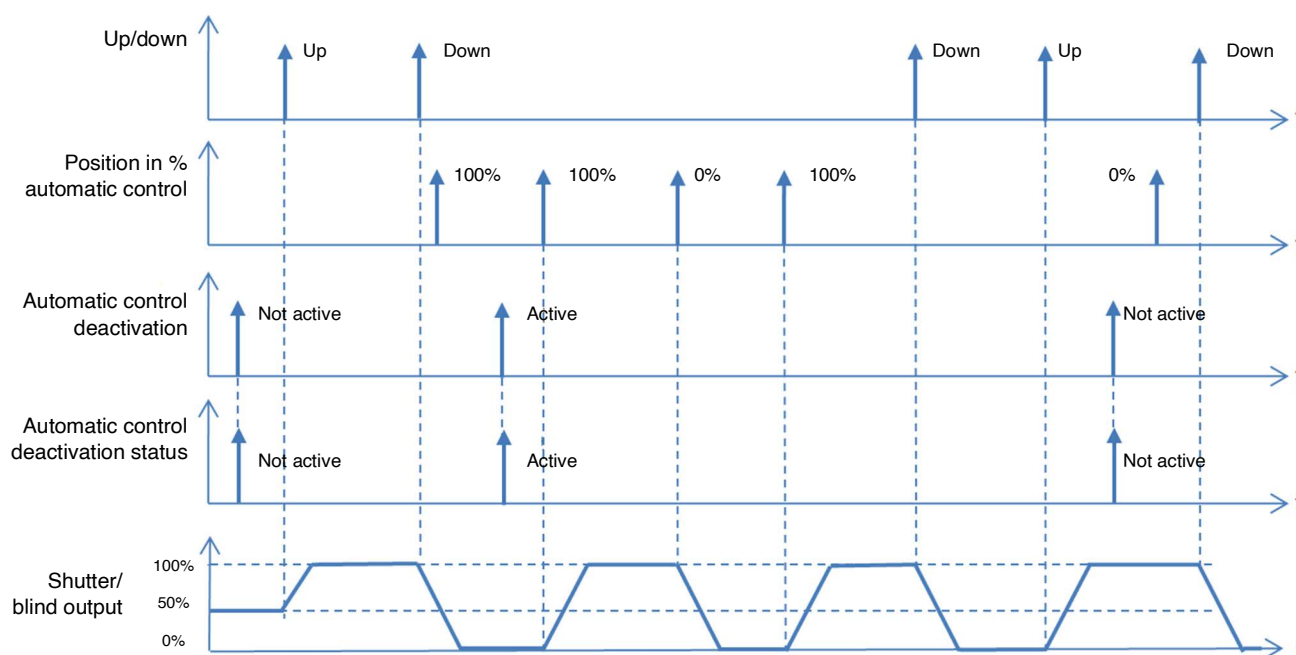 Up/down
Up
Down
Down
Up
Down
Position in %
automatic control
100%
100%
0%
100%
0%
Automatic control
deactivation
Not active
Active
Not active
Automatic control
deactivation status
Not active
Active
Not active
Shutter/
blind output
100%
50%
0%